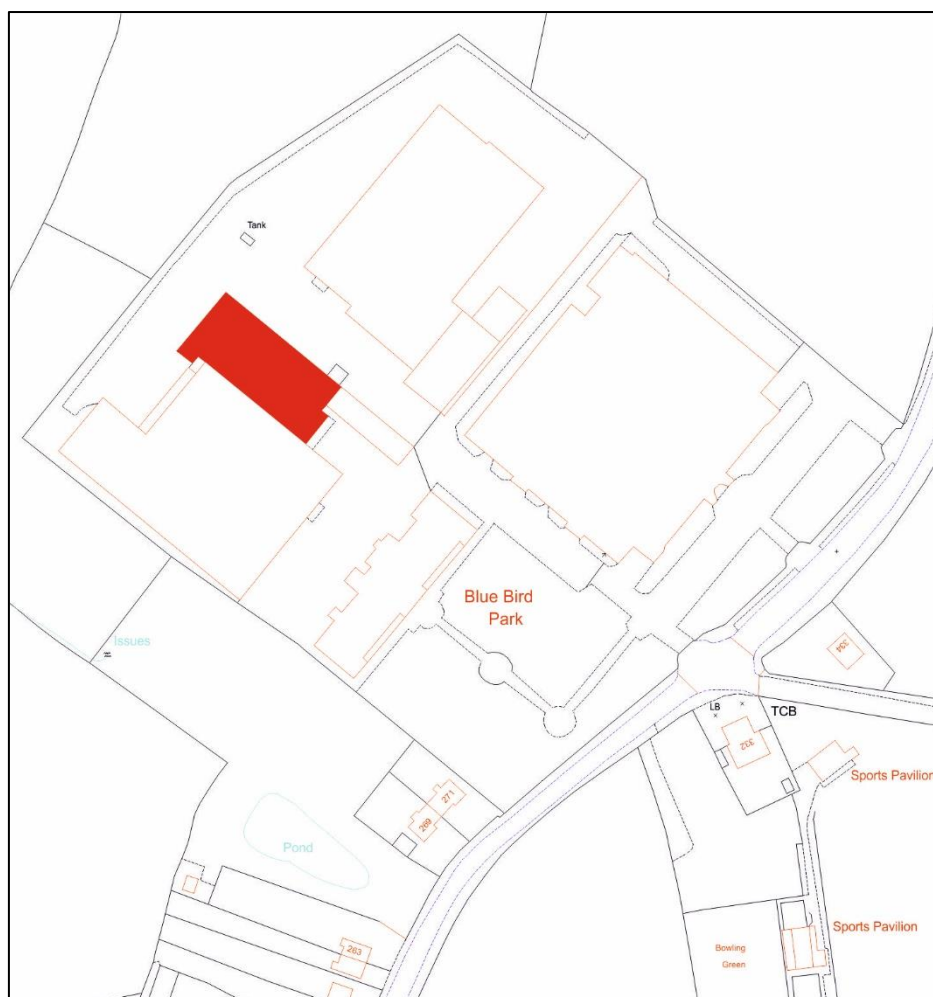 Tank
Blue Bird
Park
Issues
334
LB
TCB
332
Sports Pavilion
271
269
Pond
263
Sports Pavilion
Bowling
Green